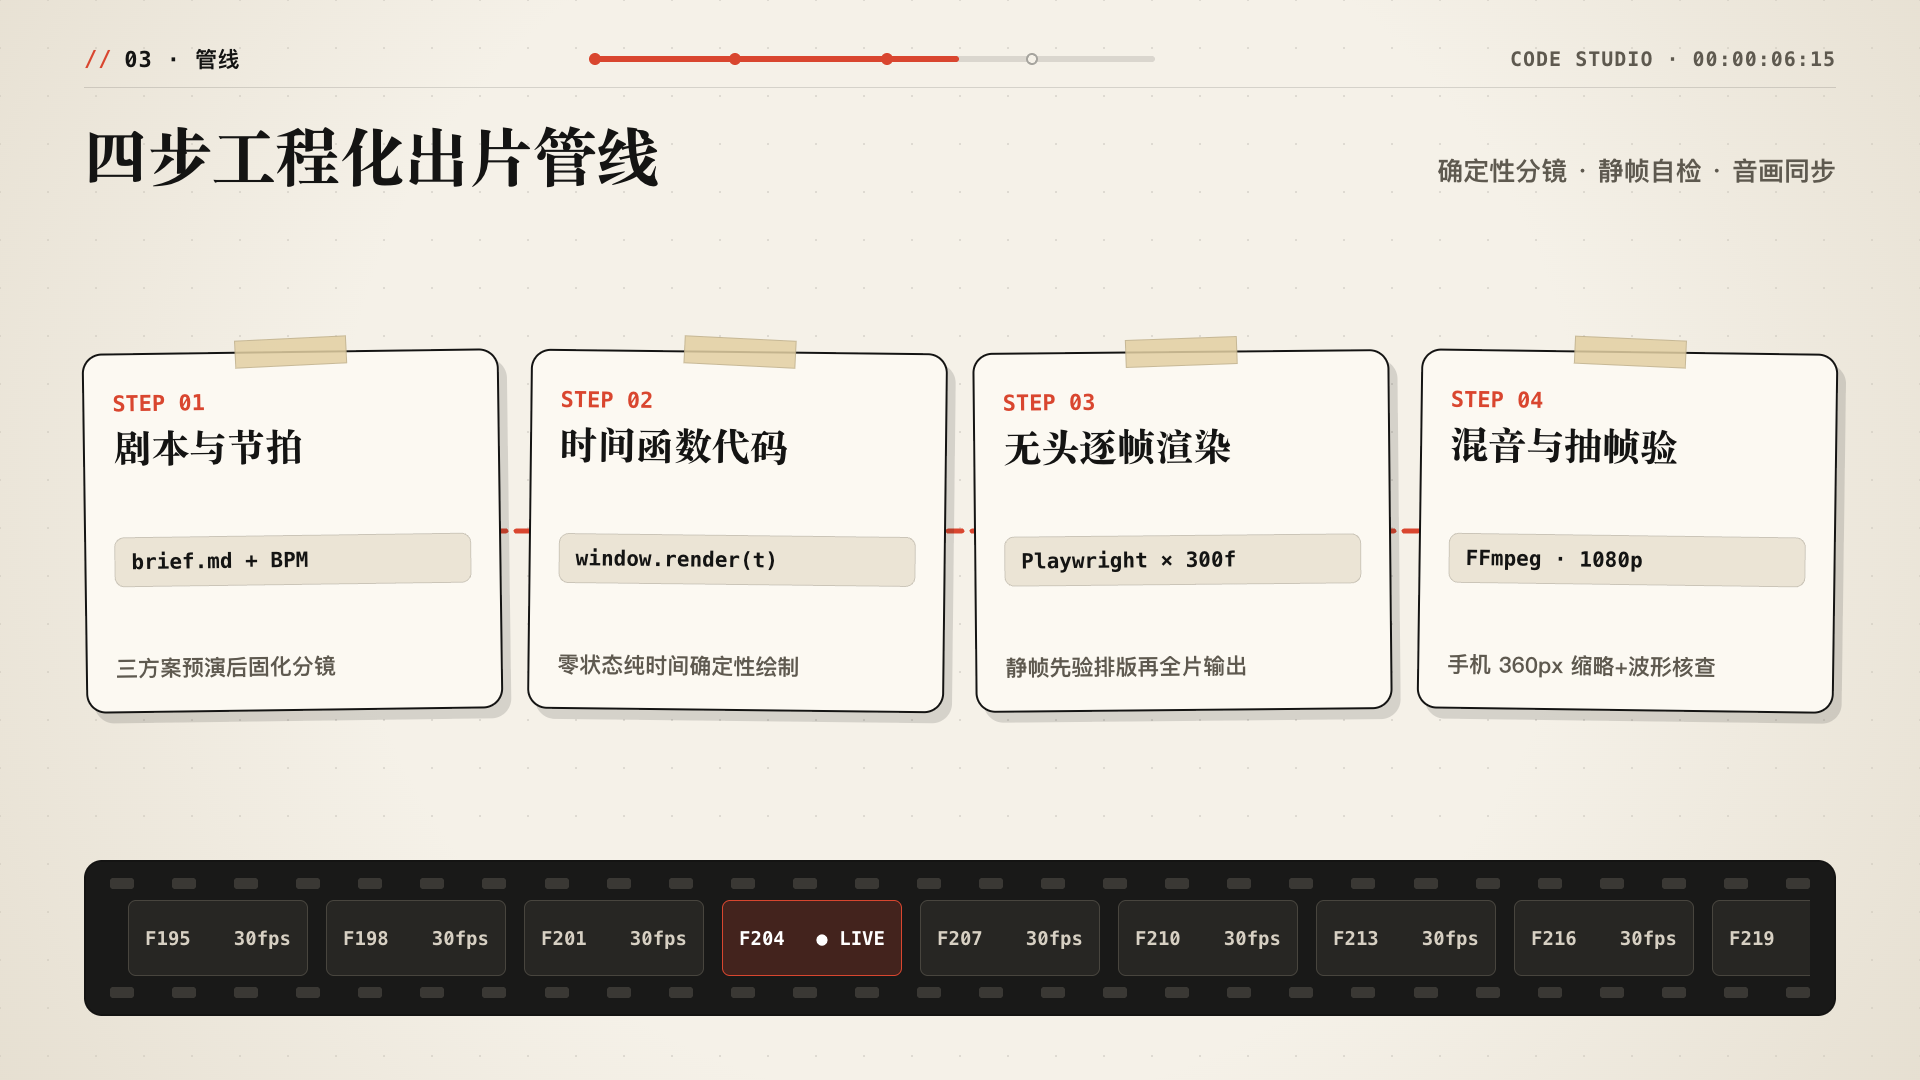 // 03 · 管线
CODE STUDIO · 00:00:06:15
四步工程化出片管线
确定性分镜 · 静帧自检 · 音画同步
STEP 01
剧本与节拍
brief.md + BPM
三方案预演后固化分镜
STEP 02
时间函数代码
window.render(t)
零状态纯时间确定性绘制
STEP 03
无头逐帧渲染
Playwright × 300f
静帧先验排版再全片输出
STEP 04
混音与抽帧验
FFmpeg · 1080p
手机 360px 缩略+波形核查
F195 30fps
F198 30fps
F201 30fps
F204 ● LIVE
F207 30fps
F210 30fps
F213 30fps
F216 30fps
F219